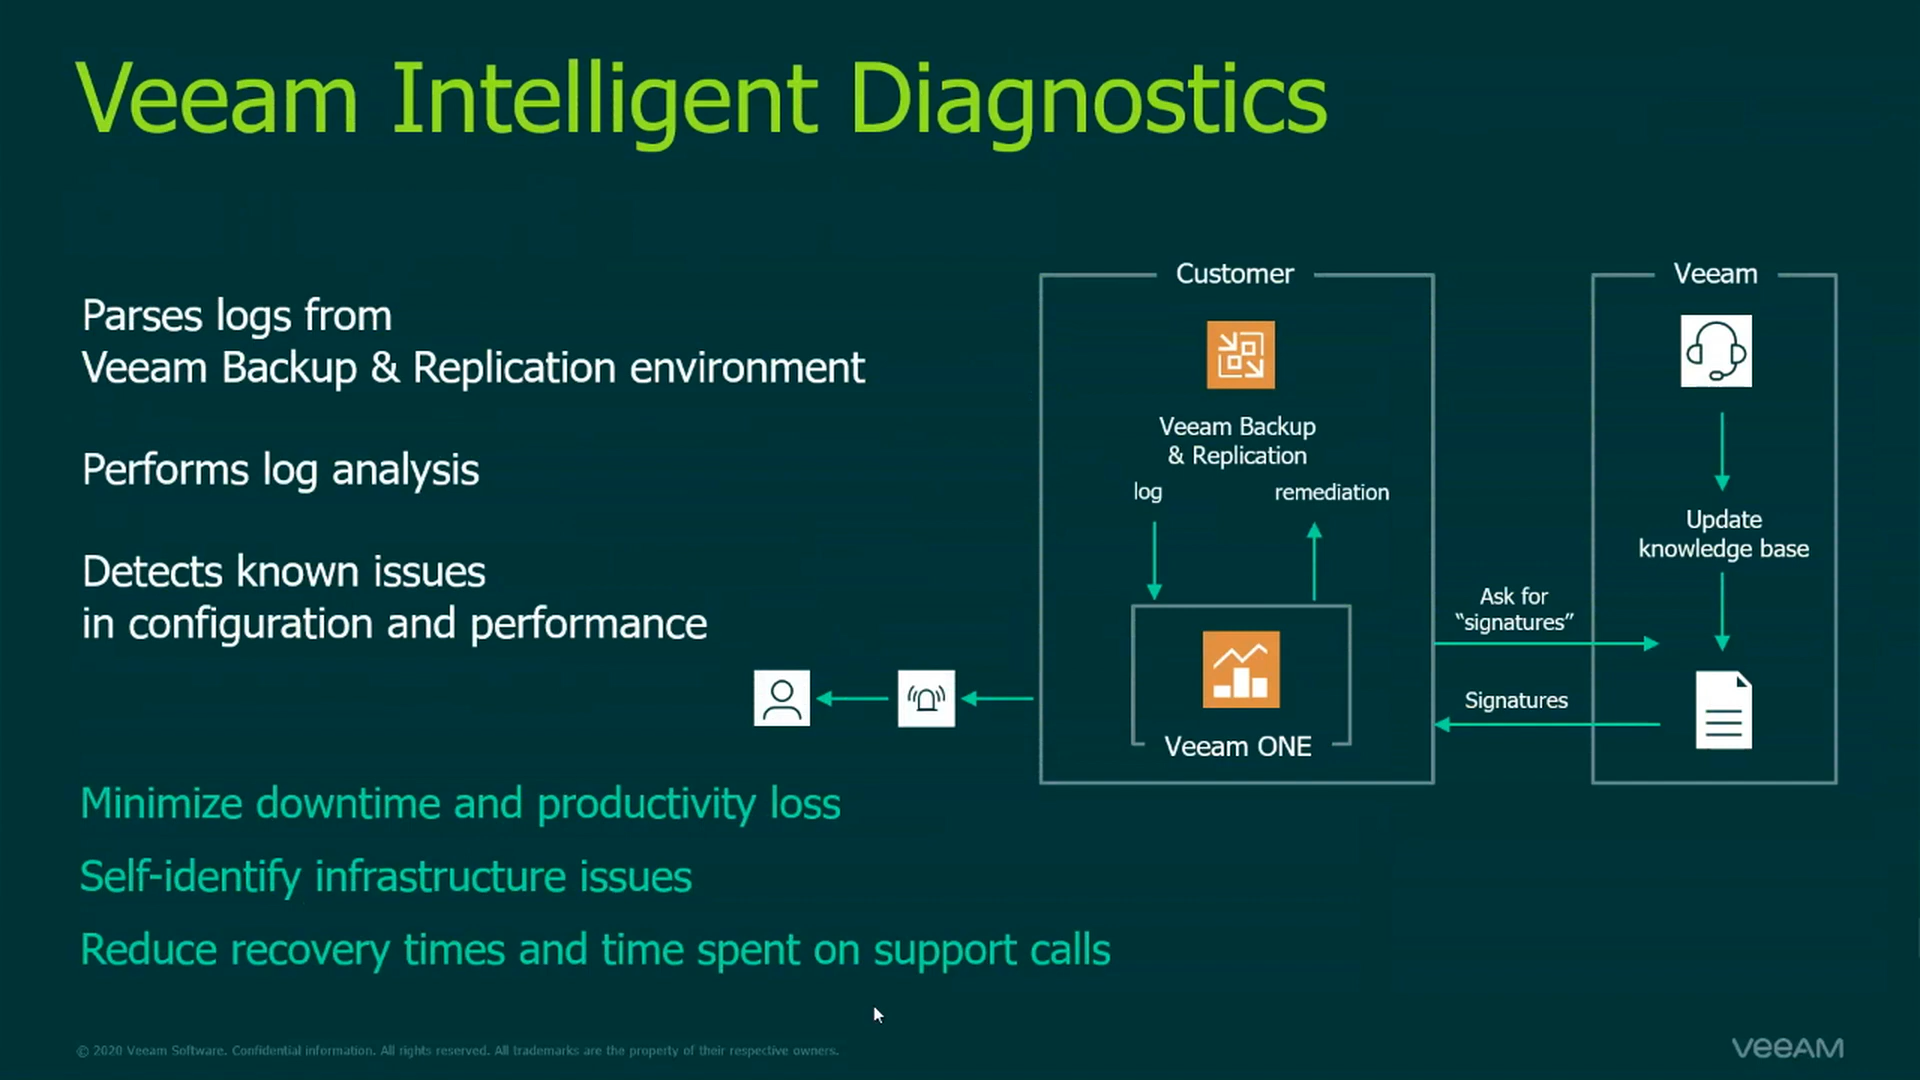 Veeam Intelligent Diagnostics
Parses logs from
Veeam Backup & Replication environment
Performs log analysis
Detects known issues
in configuration and performance
Minimize downtime and productivity loss
Self-identify infrastructure issues
Reduce recovery times and time spent on support calls
Customer
Veeam Backup
& Replication
log
remediation
Veeam ONE
Ask for
“signatures”
Signatures
Veeam
Update
knowledge base
© 2020 Veeam Software. Confidential information. All rights reserved. All trademarks are the property of their respective owners.
VEEAM